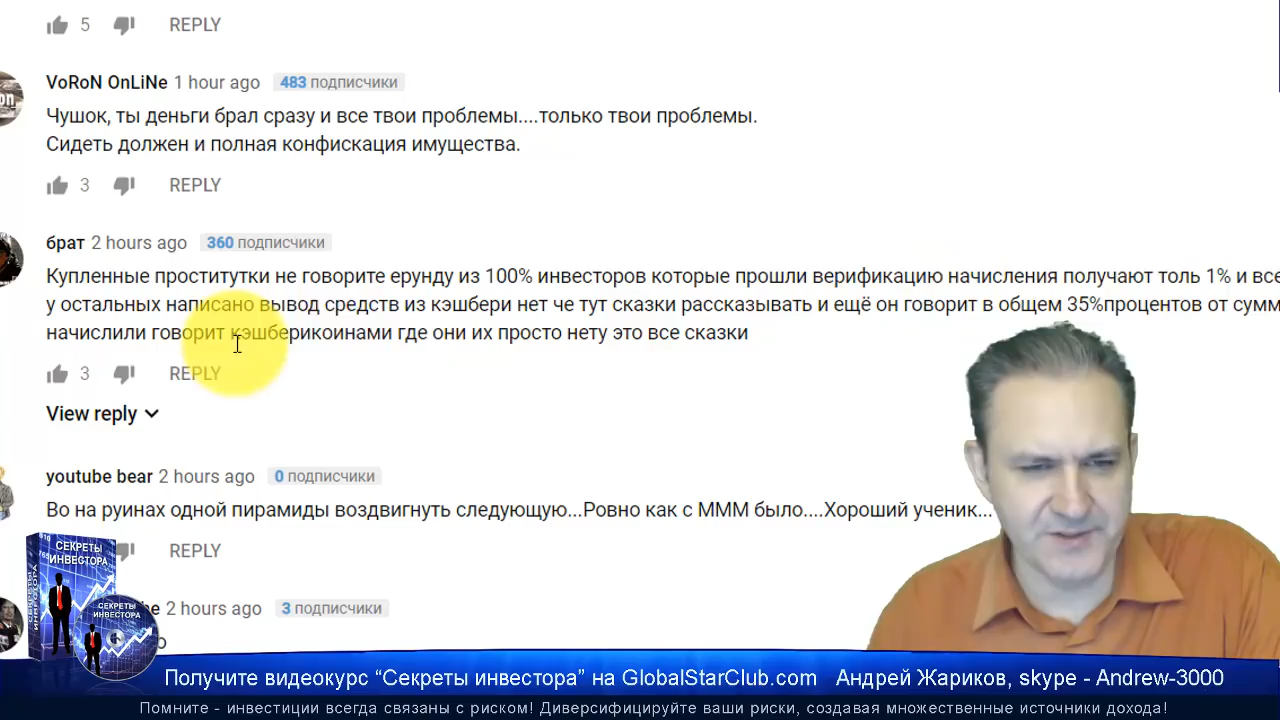 5 REPLY
VoRoN OnLiNe 1 hour ago 483 подписчики
Чушок, ты деньги брал сразу и все твои проблемы....только твои проблемы.
Сидеть должен и полная конфискация имущества.
3 REPLY
брат 2 hours ago 360 подписчики
Купленные проститутки не говорите ерунду из 100% инвесторов которые прошли верификацию начисления получают толь 1% и все
у остальных написано вывод средств из кэшбери нет че тут сказки рассказывать и ещё он говорит в общем 35%процентов от сумм
начислили говорит кэшберикоинами где они их просто нету это все сказки
3 REPLY
View reply
youtube bear 2 hours ago 0 подписчики
Во на руинах одной пирамиды воздвигнуть следующую...Ровно как с МММ было....Хороший ученик...
REPLY
2 hours ago 3 подписчики
СЕКРЕТЫ
ИНВЕСТОРА
СЕКРЕТЫ
ИНВЕСТОРА
СЕКРЕТЫ ИНВЕСТОРА
Получите видеокурс “Секреты инвестора” на GlobalStarClub.com Андрей Жариков, skype - Andrew-3000
Помните - инвестиции всегда связаны с риском! Диверсифицируйте ваши риски, создавая множественные источники дохода!